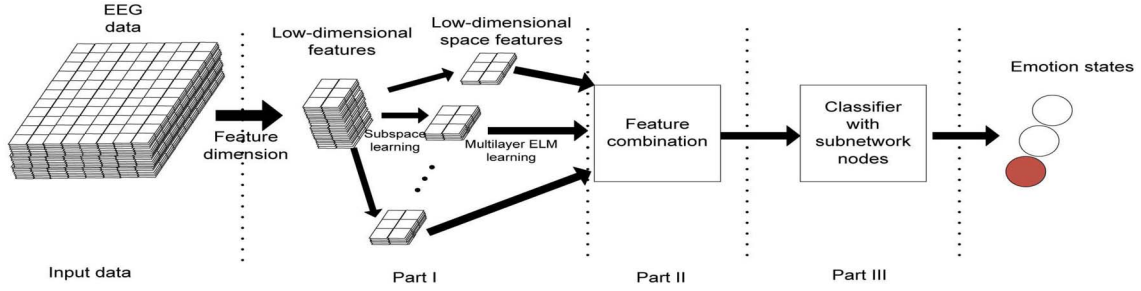 EEG
data
Feature
dimension
Low-dimensional
features
Low-dimensional
space features
Subspace
learning
Multilayer ELM
learning
Feature
combination
Classifier
with
subnetwork
nodes
Emotion states
Input data
Part I
Part II
Part III